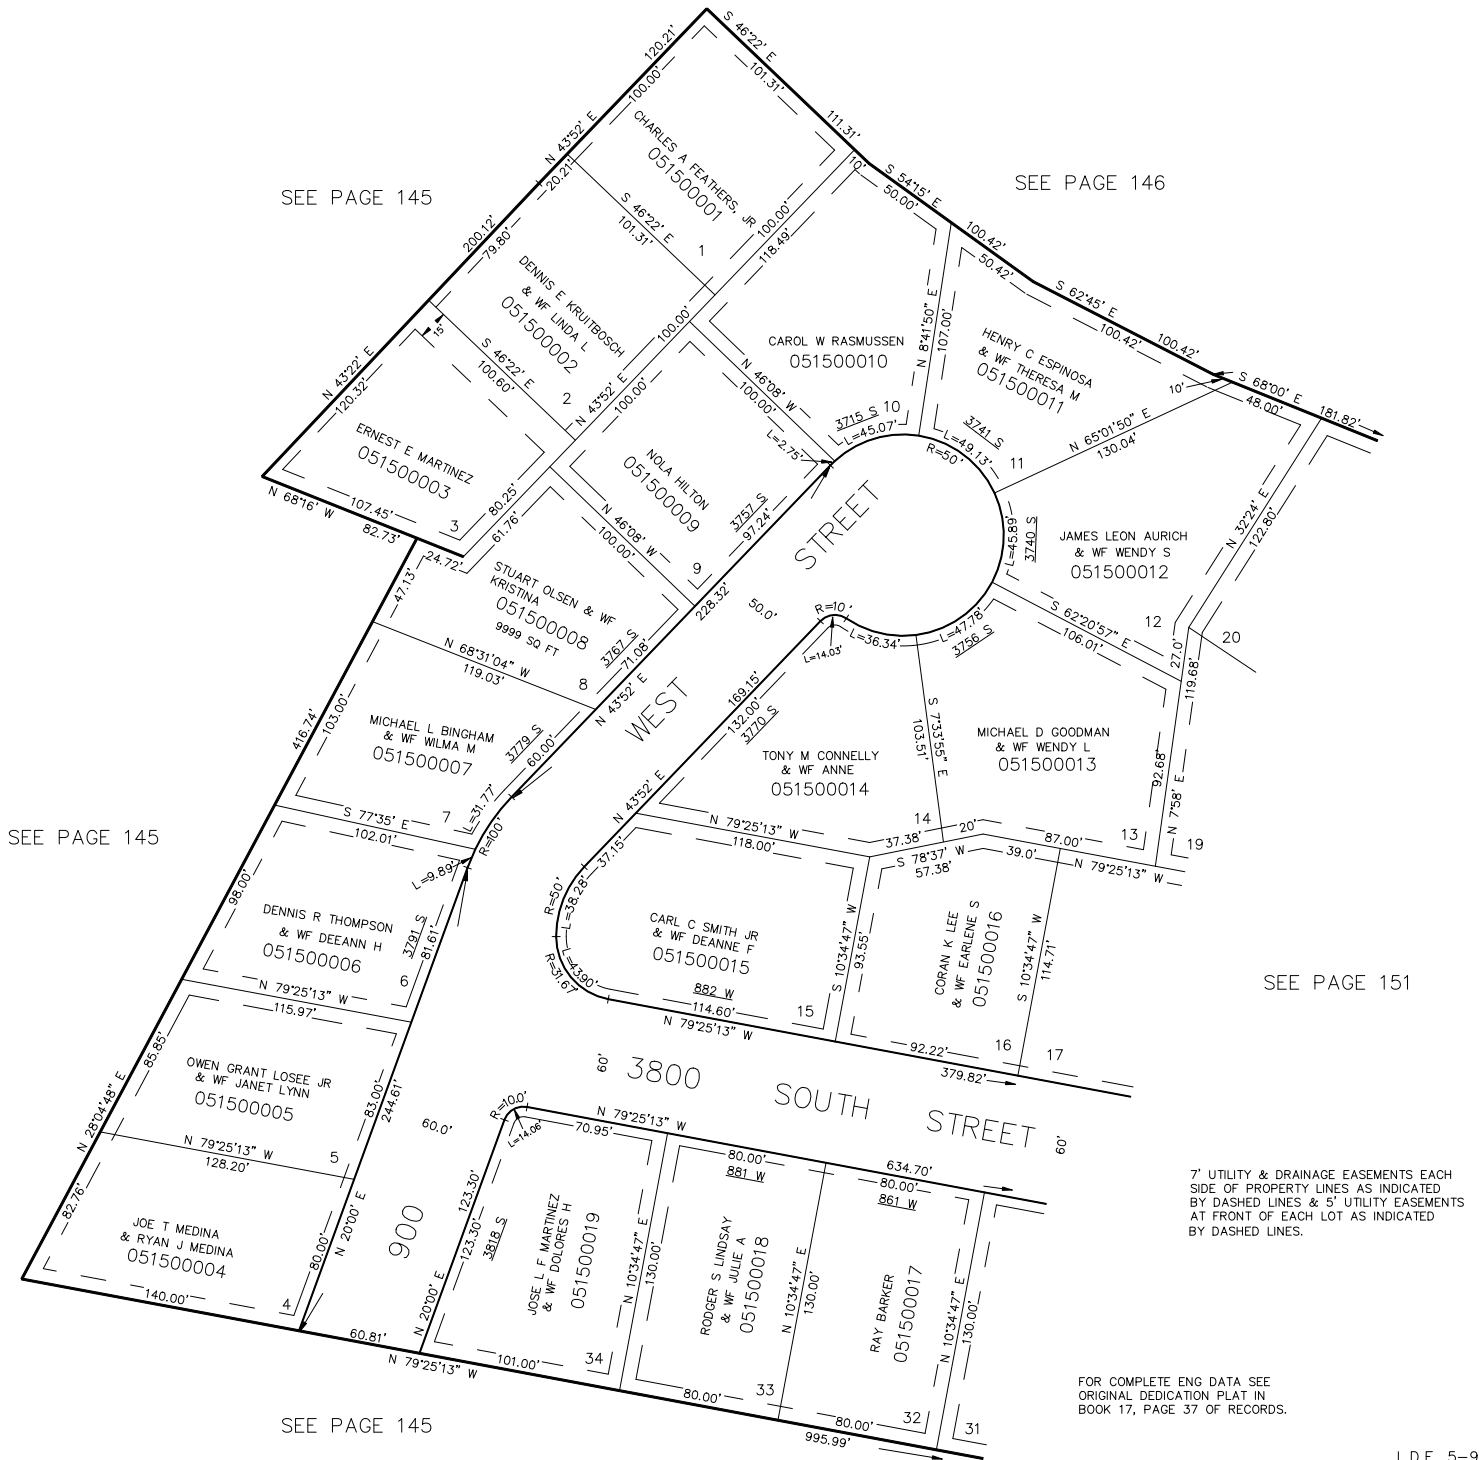 S 46°22' E
101.31'
111.31'
120.21'
100.00'
N 43°52' E
20.21'
CHARLES A FEATHERS, JR
051500001
1
S 46°22' E
101.31'
100.00'
118.49'
10'
SEE PAGE 145
SEE PAGE 146
S 54°15' E
50.00'
100.42'
50.42'
200.12'
79.80'
DENNIS E KRUITBOSCH
& WF LINDA L
051500002
2
15'
S 46°22' E
100.60'
100.00'
N 43°52' E
100.00'
N 43°22' E
120.32'
ERNEST E MARTINEZ
051500003
3
80.25'
N 68°16' W
107.45'
82.73'
24.72'
61.76'
CAROL W RASMUSSEN
051500010
N 46°08' W
100.00'
3715 S
10
L=45.07'
L=2.75'
N 8°41'50" E
107.00'
S 62°45' E
100.42'
100.42'
HENRY C ESPINOSA
& WF THERESA M
051500011
11
3741 S
L=49.13'
R=50'
N 65°01'50" E
130.04'
10'
S 68°00' E
48.00'
181.82'
NOLA HILTON
051500009
9
3757 S
97.24'
N 46°08' W
100.00'
STREET
L=45.89'
3740 S
JAMES LEON AURICH
& WF WENDY S
051500012
12
N 32°24' E
122.80'
20
27.0'
119.68'
S 62°20'57" E
106.01'
STUART OLSEN & WF
KRISTINA
051500008
9999 SQ FT
8
3767 S
71.08'
228.32'
50.0'
R=10'
L=14.03'
L=36.34'
L=47.78'
3756 S
47.13'
N 68°31'04" W
119.03'
N 43°52' E
WEST
169.15'
132.00'
3770 S
TONY M CONNELLY
& WF ANNE
051500014
14
S 7°33'55" E
103.51'
MICHAEL D GOODMAN
& WF WENDY L
051500013
13
92.68'
N 7°58' E
19
416.74'
103.00'
MICHAEL L BINGHAM
& WF WILMA M
051500007
7
3779 S
60.00'
L=31.77'
R=100'
S 77°35' E
102.01'
L=9.89'
N 43°52' E
37.15'
N 79°25'13" W
118.00'
37.38'
20'
S 78°37' W
57.38'
39.0'
87.00'
N 79°25'13" W
SEE PAGE 145
98.00'
DENNIS R THOMPSON
& WF DEEANN H
051500006
6
3791 S
81.61'
R=50'
L=38.28'
L=43.90'
R=31.67'
CARL C SMITH JR
& WF DEANNE F
051500015
882 W
15
114.60'
N 79°25'13" W
S 10°34'47" W
93.55'
CORAN K LEE
& WF EARLENE S
051500016
16
S 10°34'47" W
114.71'
17
92.22'
379.82'
SEE PAGE 151
N 79°25'13" W
115.97'
85.85'
OWEN GRANT LOSEE JR
& WF JANET LYNN
051500005
5
83.00'
244.61'
60'
3800 SOUTH STREET
60'
N 28°04'48" E
N 79°25'13" W
128.20'
60.0'
R=10.0'
L=14.06'
N 79°25'13" W
70.95'
80.00'
881 W
634.70'
80.00'
861 W
82.76'
JOE T MEDINA
& RYAN J MEDINA
051500004
4
80.00'
N 20°00' E
140.00'
900
123.30'
123.30'
3818 S
N 20°00' E
JOSE L F MARTINEZ
& WF DOLORES H
051500019
34
N 10°34'47" E
130.00'
RODGER S LINDSAY
& WF JULIE A
051500018
33
N 10°34'47" E
130.00'
RAY BARKER
051500017
32
N 10°34'47" E
130.00'
31
60.81'
N 79°25'13" W
101.00'
80.00'
80.00'
995.99'
SEE PAGE 145
7' UTILITY & DRAINAGE EASEMENTS EACH
SIDE OF PROPERTY LINES AS INDICATED
BY DASHED LINES & 5' UTILITY EASEMENTS
AT FRONT OF EACH LOT AS INDICATED
BY DASHED LINES.
FOR COMPLETE ENG DATA SEE
ORIGINAL DEDICATION PLAT IN
BOOK 17, PAGE 37 OF RECORDS.